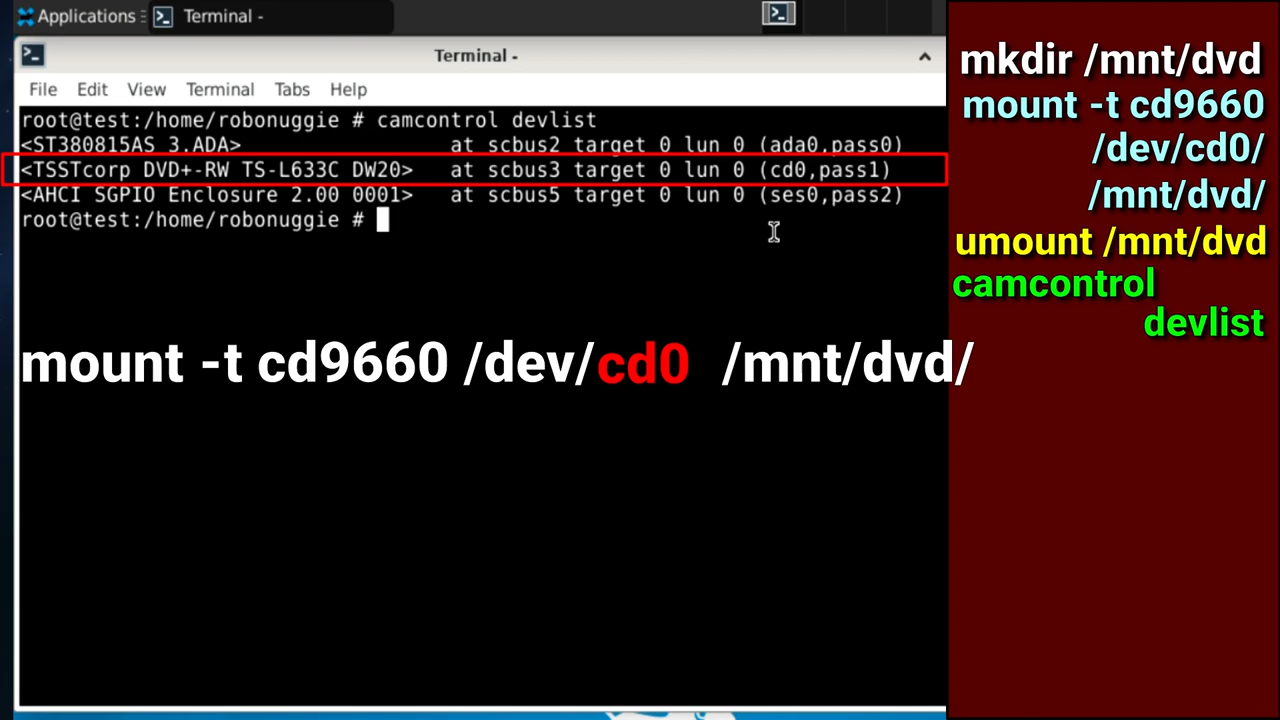 Applications
Terminal -
Terminal -
File Edit View Terminal Tabs Help
root@test:/home/robonuggie # camcontrol devlist
<ST380815AS 3.ADA> at scbus2 target 0 lun 0 (ada0,pass0)
<TSSTcorp DVD+-RW TS-L633C DW20> at scbus3 target 0 lun 0 (cd0,pass1)
<AHCI SGPIO Enclosure 2.00 0001> at scbus5 target 0 lun 0 (ses0,pass2)
root@test:/home/robonuggie #
mount -t cd9660 /dev/cd0 /mnt/dvd/
mkdir /mnt/dvd
mount -t cd9660
/dev/cd0/
/mnt/dvd/
umount /mnt/dvd
camcontrol
devlist